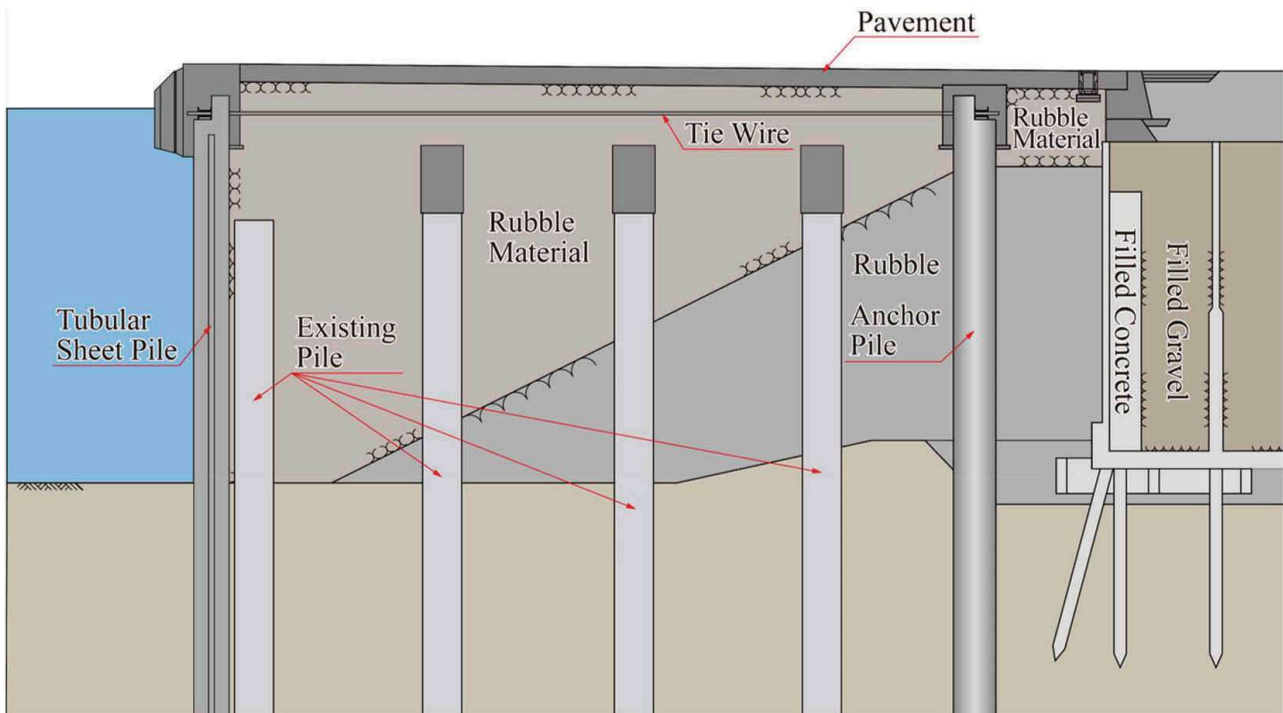 Pavement
Tie Wire
Rubble
Material
Rubble
Material
Rubble
Tubular
Sheet Pile
Existing
Pile
Anchor
Pile
Filled Concrete
Filled Gravel